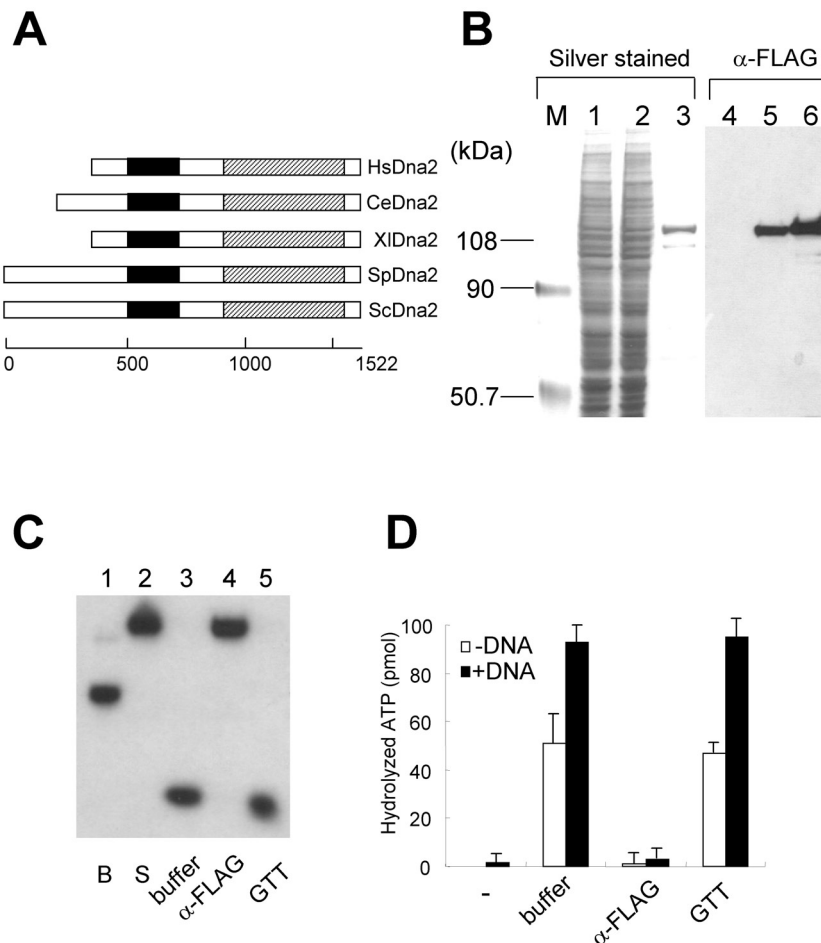 A
HsDna2
CeDna2
XlDna2
SpDna2
ScDna2
0 500 1000 1522
B
Silver stained α-FLAG
M 1 2 3 4 5 6
(kDa)
108
90
50.7
C
1 2 3 4 5
B S buffer α-FLAG GTT
D
Hydrolyzed ATP (pmol)
100
80
60
40
20
0
-DNA
+DNA
- buffer α-FLAG GTT